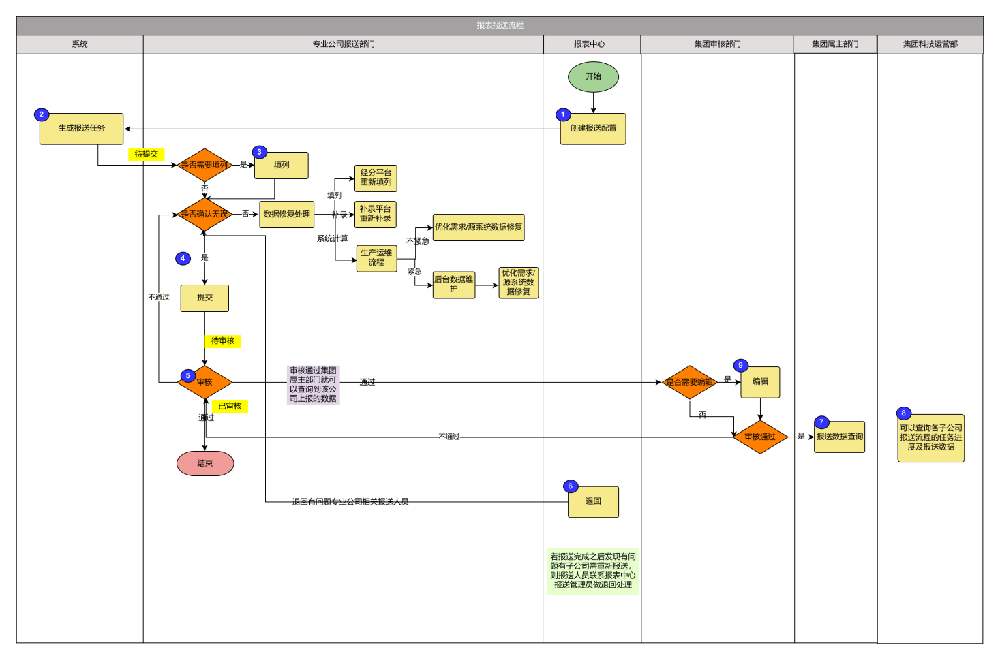 报表报送流程
系统
专业公司报送部门
报表中心
集团审核部门
集团属主部门
集团科技运营部
开始
1
创建报送配置
2
生成报送任务
待提交
是否需要填列
是
3
填列
否
是否确认无误
否
数据修复处理
填列
经分平台
重新填列
补录
补录平台
重新补录
系统计算
生产运维
流程
不紧急
优化需求/源系统数据修复
紧急
后台数据维
护
优化需求/
源系统数
据修复
4
是
提交
不通过
待审核
5
审核
审核通过集团
属主部门就可
以查询到该公
司上报的数据
通过
是否需要编辑
是
9
编辑
否
已审核
通过
不通过
审核通过
是
7
报送数据查询
8
可以查询各子公司
报送流程的任务进
度及报送数据
结束
6
退回
退回有问题专业公司相关报送人员
若报送完成之后发现有问
题有子公司需重新报送，
则报送人员联系报表中心
报送管理员做退回处理